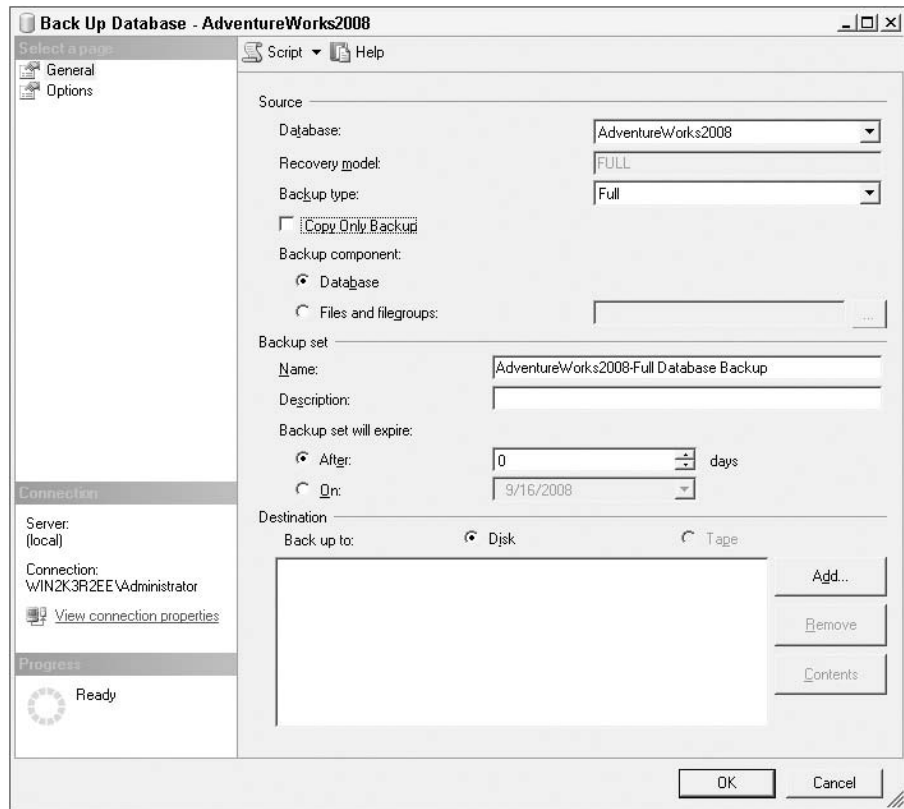 Back Up Database - AdventureWorks2008
Select a page
General
Options
Script
Help
Source
Database:
AdventureWorks2008
Recovery model:
FULL
Backup type:
Full
Copy Only Backup
Backup component:
Database
Files and filegroups:
...
Backup set
Name:
AdventureWorks2008-Full Database Backup
Description:
Backup set will expire:
After:
0
days
On:
9/16/2008
Destination
Back up to:
Disk
Tape
Add...
Remove
Contents
Connection
Server:
(local)
Connection:
WIN2K3R2EE\Administrator
View connection properties
Progress
Ready
OK
Cancel